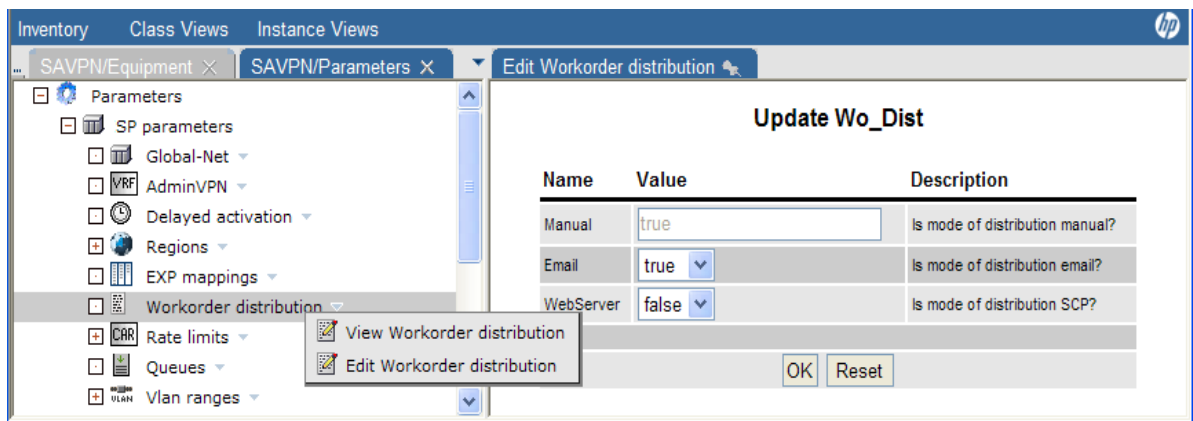 Inventory Class Views Instance Views hp
... SAVPN/Equipment SAVPN/Parameters Edit Workorder distribution
Parameters
SP parameters
Global-Net
VRF AdminVPN
Delayed activation
Regions
EXP mappings
Workorder distribution
CAR Rate limits
Queues
VLAN Vlan ranges
View Workorder distribution
Edit Workorder distribution
Update Wo_Dist
Name Value Description
Manual true Is mode of distribution manual?
Email true Is mode of distribution email?
WebServer false Is mode of distribution SCP?
OK Reset